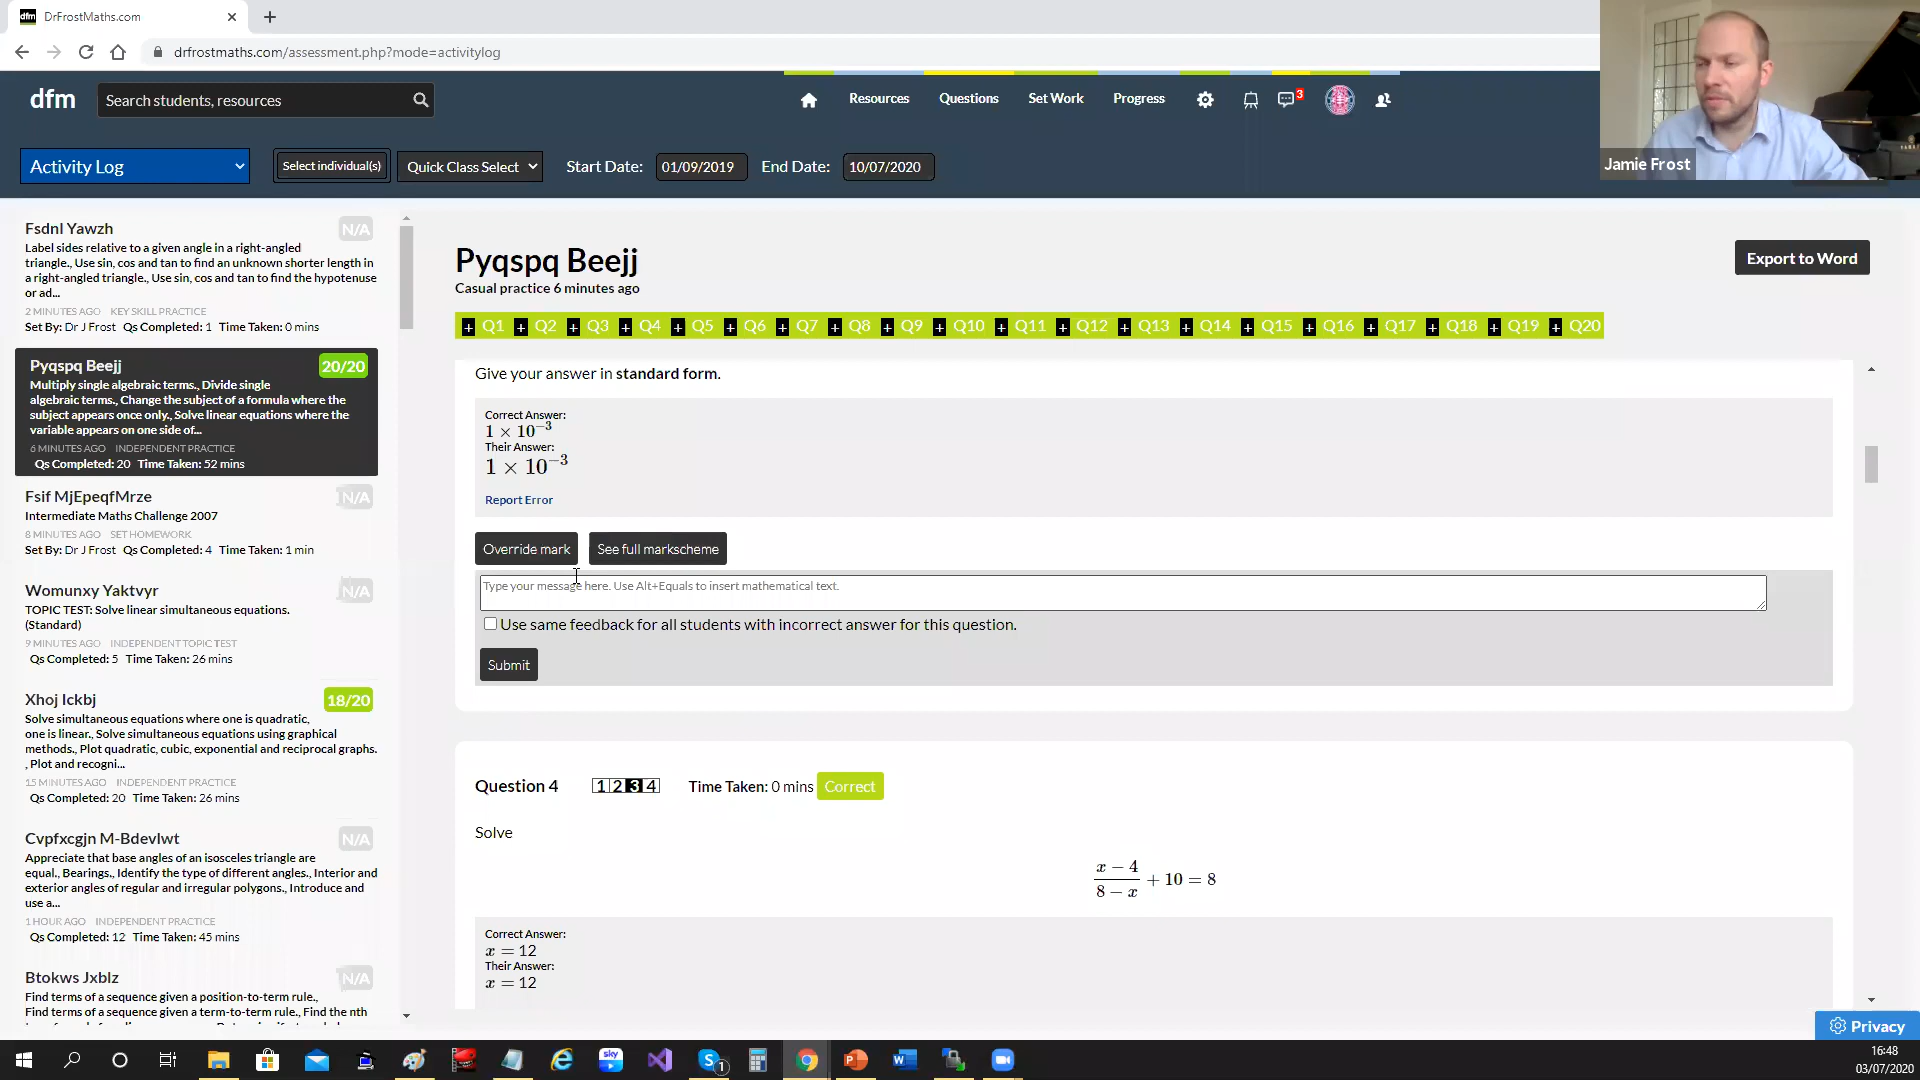 DrFrostMaths.com
drfrostmaths.com/assessment.php?mode=activitylog
dfm
Search students, resources
Resources
Questions
Set Work
Progress
3
Jamie Frost
Activity Log
Select individual(s)
Quick Class Select
Start Date:
01/09/2019
End Date:
10/07/2020
Fsdnl Yawzh
N/A
Label sides relative to a given angle in a right-angled
triangle., Use sin, cos and tan to find an unknown shorter length in
a right-angled triangle., Use sin, cos and tan to find the hypotenuse
or ad...
2 MINUTES AGO KEY SKILL PRACTICE
Set By: Dr J Frost Qs Completed: 1 Time Taken: 0 mins
Pyqspq Beejj
20/20
Multiply single algebraic terms., Divide single
algebraic terms., Change the subject of a formula where the
subject appears once only., Solve linear equations where the
variable appears on one side of...
6 MINUTES AGO INDEPENDENT PRACTICE
Qs Completed: 20 Time Taken: 52 mins
Fsif MjEpeqfMrze
N/A
Intermediate Maths Challenge 2007
8 MINUTES AGO SET HOMEWORK
Set By: Dr J Frost Qs Completed: 4 Time Taken: 1 min
Womunxy Yaktvyr
N/A
TOPIC TEST: Solve linear simultaneous equations.
(Standard)
9 MINUTES AGO INDEPENDENT TOPIC TEST
Qs Completed: 5 Time Taken: 26 mins
Xhoj Ickbj
18/20
Solve simultaneous equations where one is quadratic,
one is linear., Solve simultaneous equations using graphical
methods., Plot quadratic, cubic, exponential and reciprocal graphs.
, Plot and recogni...
15 MINUTES AGO INDEPENDENT PRACTICE
Qs Completed: 20 Time Taken: 26 mins
Cvpfxcgjn M-Bdevlwt
N/A
Appreciate that base angles of an isosceles triangle are
equal., Bearings., Identify the type of different angles., Interior and
exterior angles of regular and irregular polygons., Introduce and
use a...
1 HOUR AGO INDEPENDENT PRACTICE
Qs Completed: 12 Time Taken: 45 mins
Btokws Jxblz
N/A
Find terms of a sequence given a position-to-term rule.,
Find terms of a sequence given a term-to-term rule., Find the nth
Pyqspq Beejj
Casual practice 6 minutes ago
Export to Word
+ Q1 + Q2 + Q3 + Q4 + Q5 + Q6 + Q7 + Q8 + Q9 + Q10 + Q11 + Q12 + Q13 + Q14 + Q15 + Q16 + Q17 + Q18 + Q19 + Q20
Give your answer in standard form.
Correct Answer:
1 × 10⁻³
Their Answer:
1 × 10⁻³
Report Error
Override mark
See full markscheme
Type your message here. Use Alt+Equals to insert mathematical text.
Use same feedback for all students with incorrect answer for this question.
Submit
Question 4
1 2 3 4
Time Taken: 0 mins
Correct
Solve
x − 4
8 − x
+ 10 = 8
Correct Answer:
x = 12
Their Answer:
x = 12
Privacy
sky
1
16:48
03/07/2020